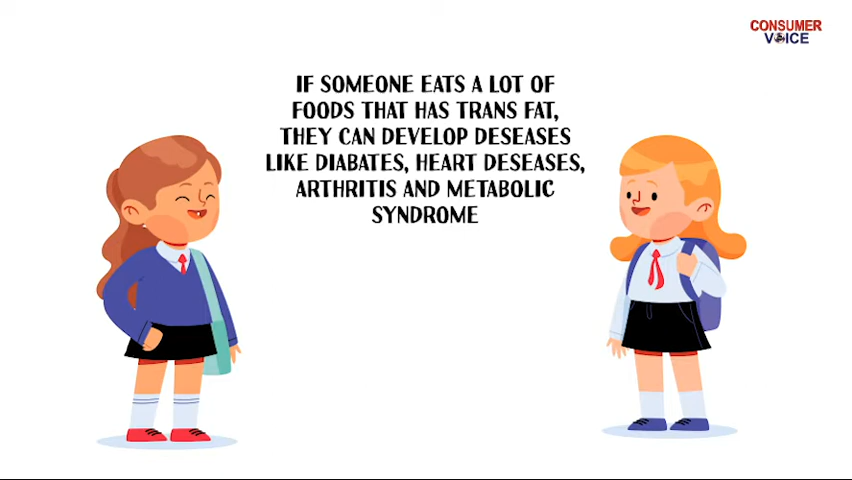 CONSUMER
VOICE
IF SOMEONE EATS A LOT OF
FOODS THAT HAS TRANS FAT,
THEY CAN DEVELOP DESEASES
LIKE DIABATES, HEART DESEASES,
ARTHRITIS AND METABOLIC
SYNDROME